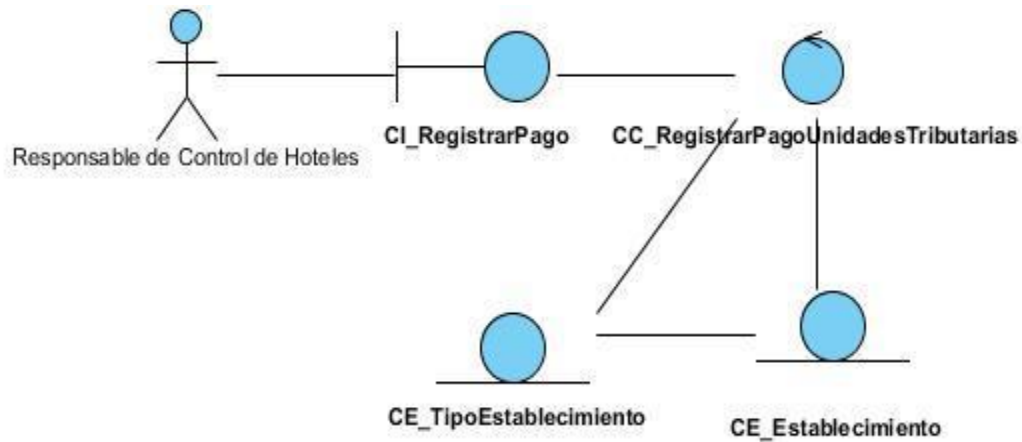 CI_RegistrarPago
CC_RegistrarPagoUnidadesTributarias
Responsable de Control de Hoteles
CE_TipoEstablecimiento
CE_Establecimiento